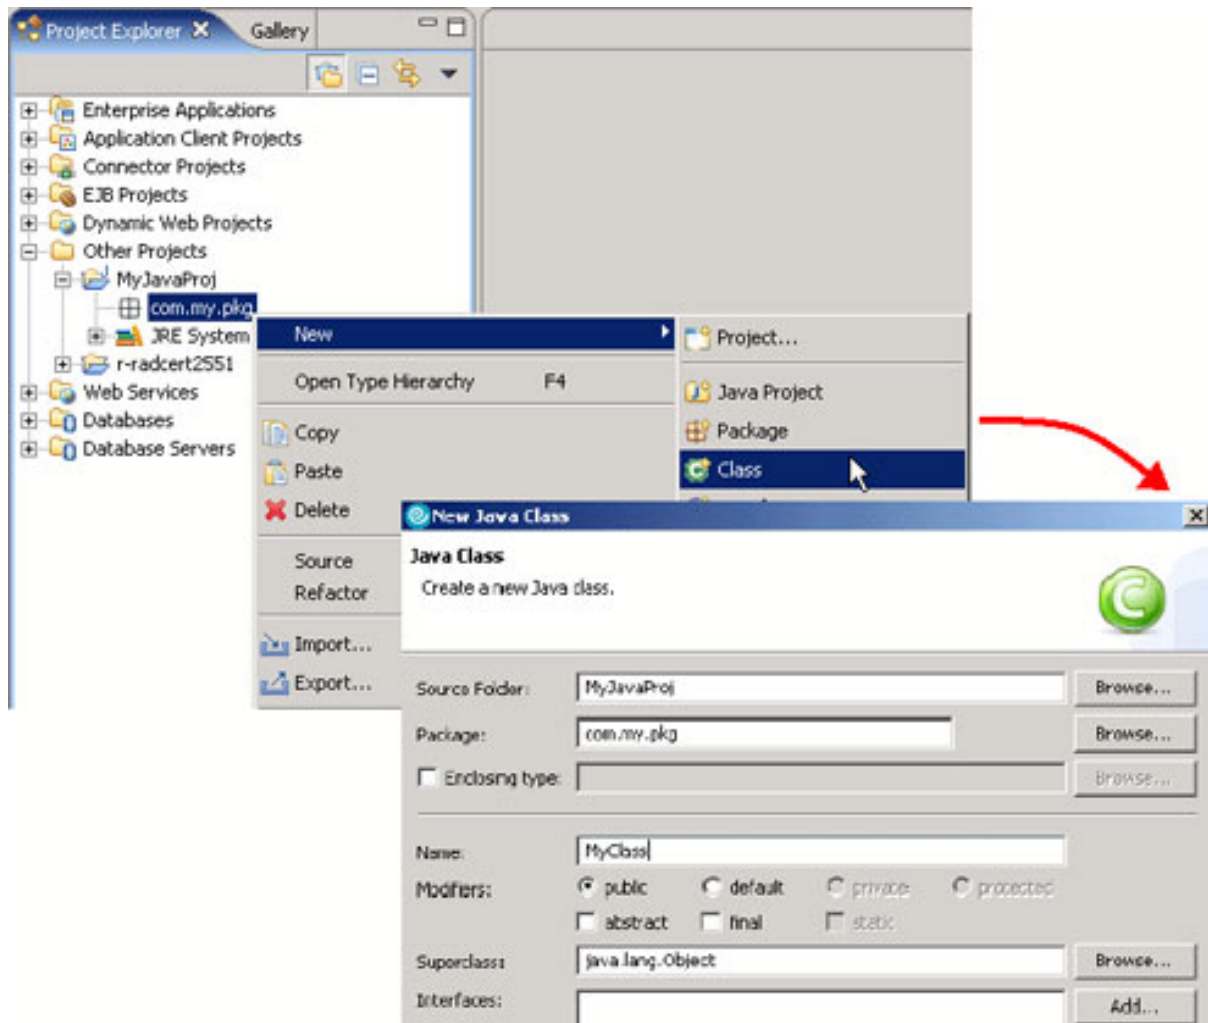 Project Explorer Gallery
Enterprise Applications
Application Client Projects
Connector Projects
EJB Projects
Dynamic Web Projects
Other Projects
MyJavaProj
com.my.pkg
JRE System
r-radcert2551
Web Services
Databases
Database Servers
New
Open Type Hierarchy F4
Copy
Paste
Delete
Source
Refactor
Import...
Export...
Project...
Java Project
Package
Class
New Java Class
Java Class
Create a new Java class.
Source Folder: MyJavaProj Browse...
Package: com.my.pkg Browse...
Enclosing type: Browse...
Name: MyClass
Modifiers: public default private protected
abstract final static
Superclass: java.lang.Object Browse...
Interfaces: Add...